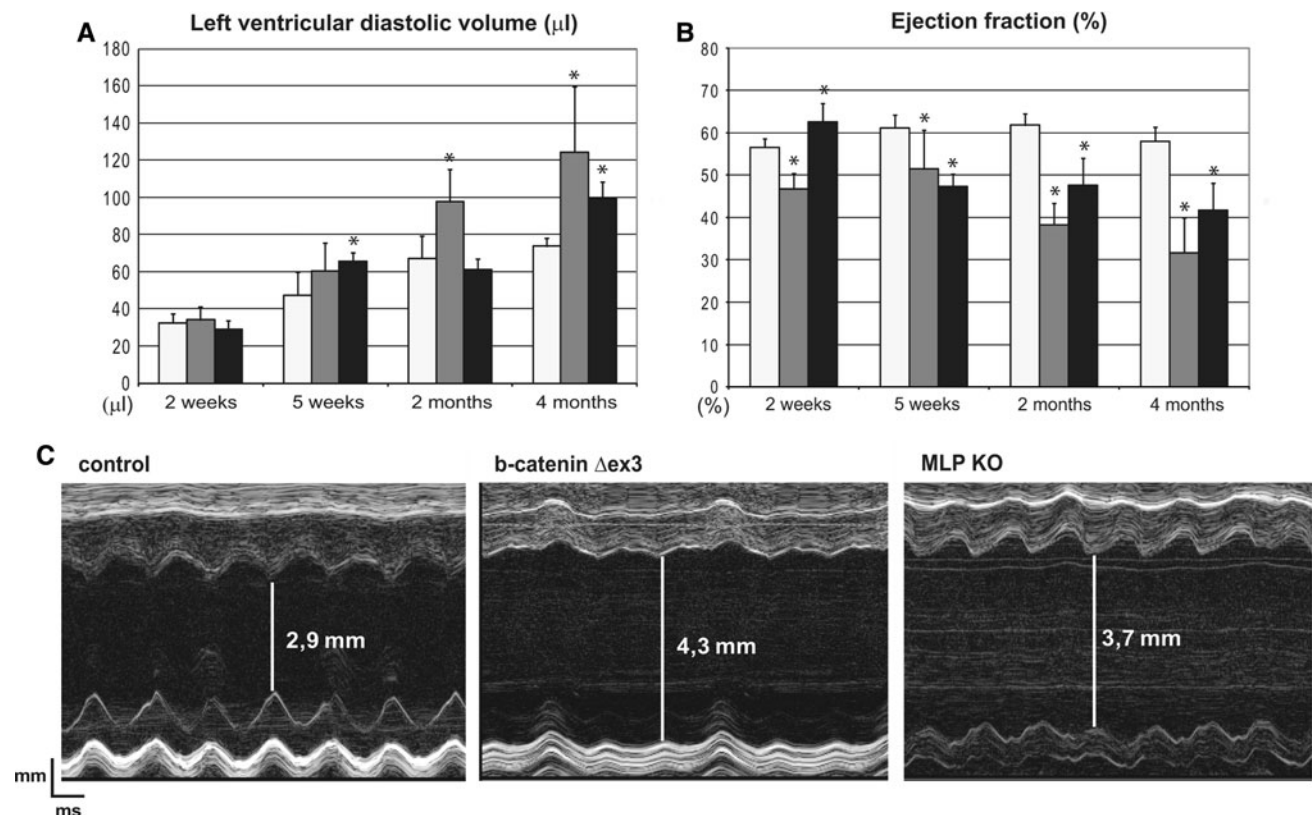 A
Left ventricular diastolic volume (µl)
180
160
140
120
100
80
60
40
20
0
*
*
*
*
(µl)
2 weeks
5 weeks
2 months
4 months
B
Ejection fraction (%)
80
70
60
50
40
30
20
10
0
*
*
*
*
*
*
*
*
(%)
2 weeks
5 weeks
2 months
4 months
C
control
b-catenin Δex3
MLP KO
2,9 mm
4,3 mm
3,7 mm
mm
ms